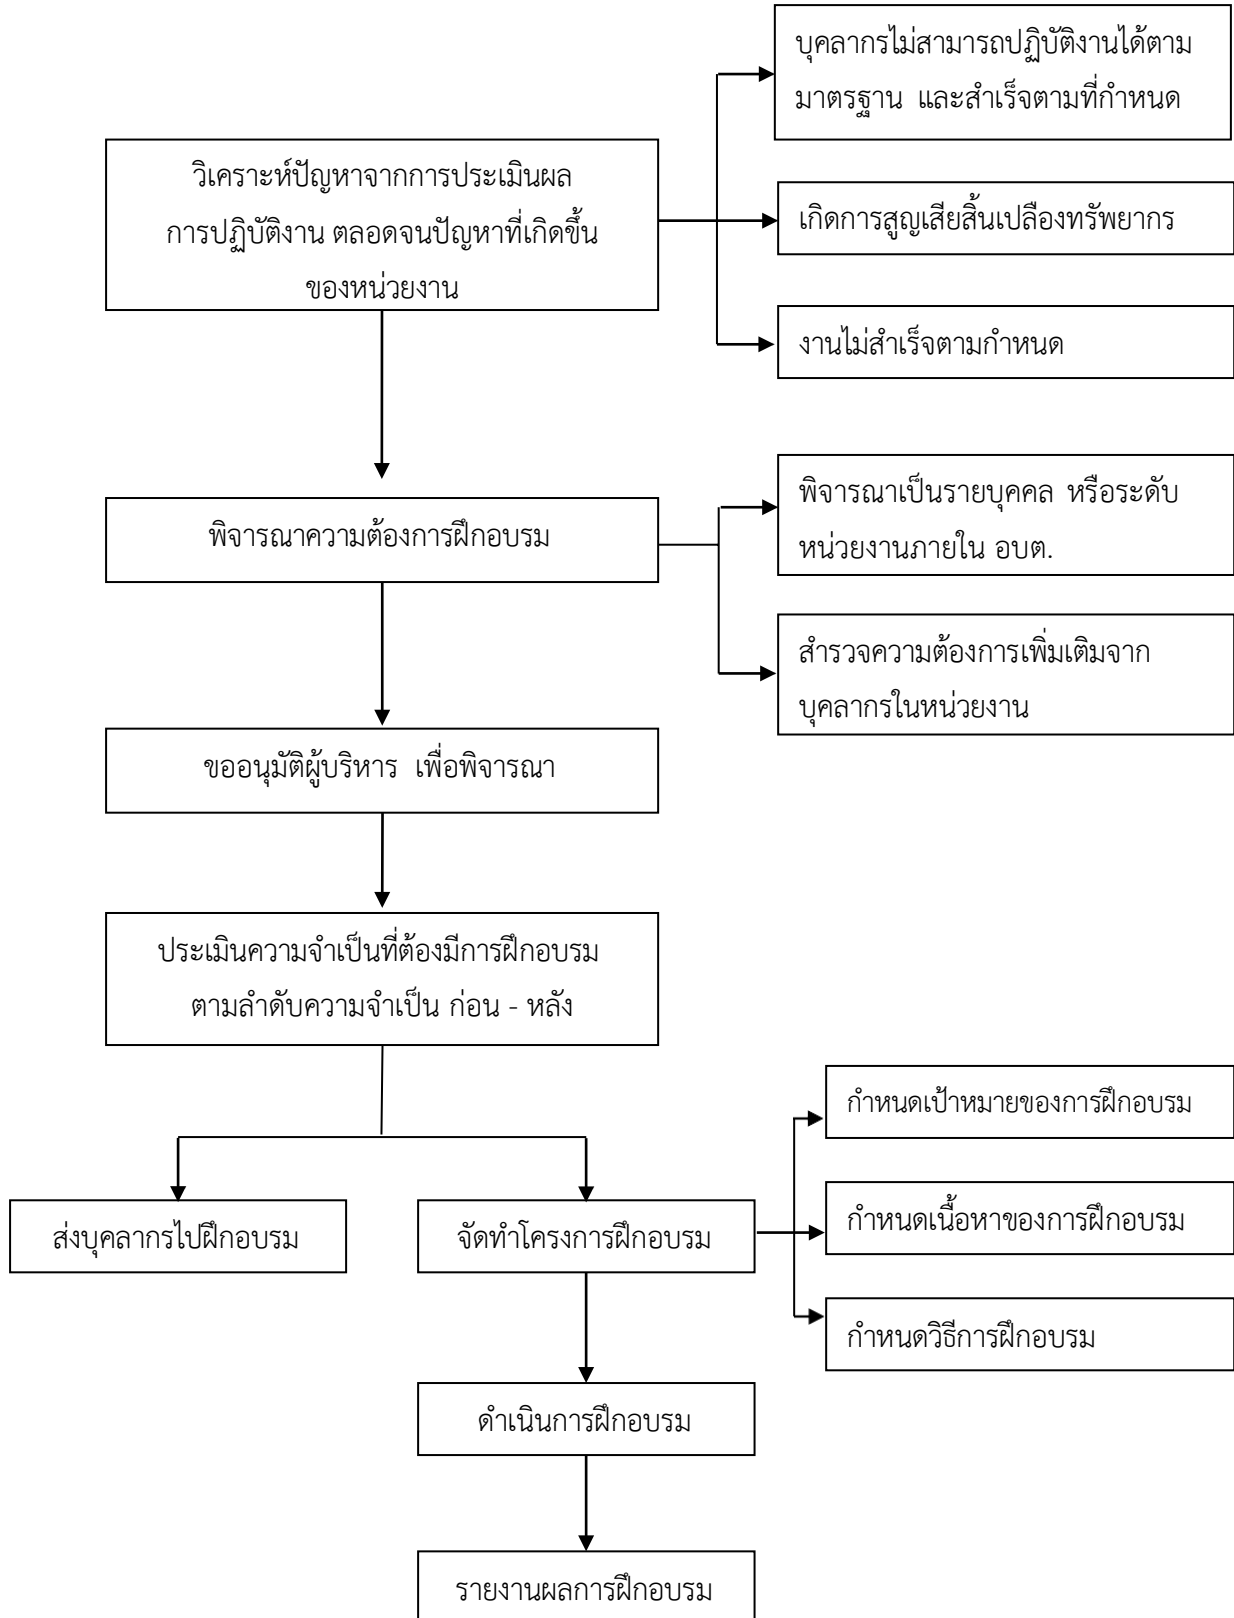 บุคลากรไม่สามารถปฏิบัติงานได้ตาม
มาตรฐาน และสำเร็จตามที่กำหนด
วิเคราะห์ปัญหาจากการประเมินผล
การปฏิบัติงาน ตลอดจนปัญหาที่เกิดขึ้น
ของหน่วยงาน
เกิดการสูญเสียสิ้นเปลืองทรัพยากร
งานไม่สำเร็จตามกำหนด
พิจารณาความต้องการฝึกอบรม
พิจารณาเป็นรายบุคคล หรือระดับ
หน่วยงานภายใน อบต.
สำรวจความต้องการเพิ่มเติมจาก
บุคลากรในหน่วยงาน
ขออนุมัติผู้บริหาร เพื่อพิจารณา
ประเมินความจำเป็นที่ต้องมีการฝึกอบรม
ตามลำดับความจำเป็น ก่อน - หลัง
กำหนดเป้าหมายของการฝึกอบรม
ส่งบุคลากรไปฝึกอบรม
จัดทำโครงการฝึกอบรม
กำหนดเนื้อหาของการฝึกอบรม
กำหนดวิธีการฝึกอบรม
ดำเนินการฝึกอบรม
รายงานผลการฝึกอบรม